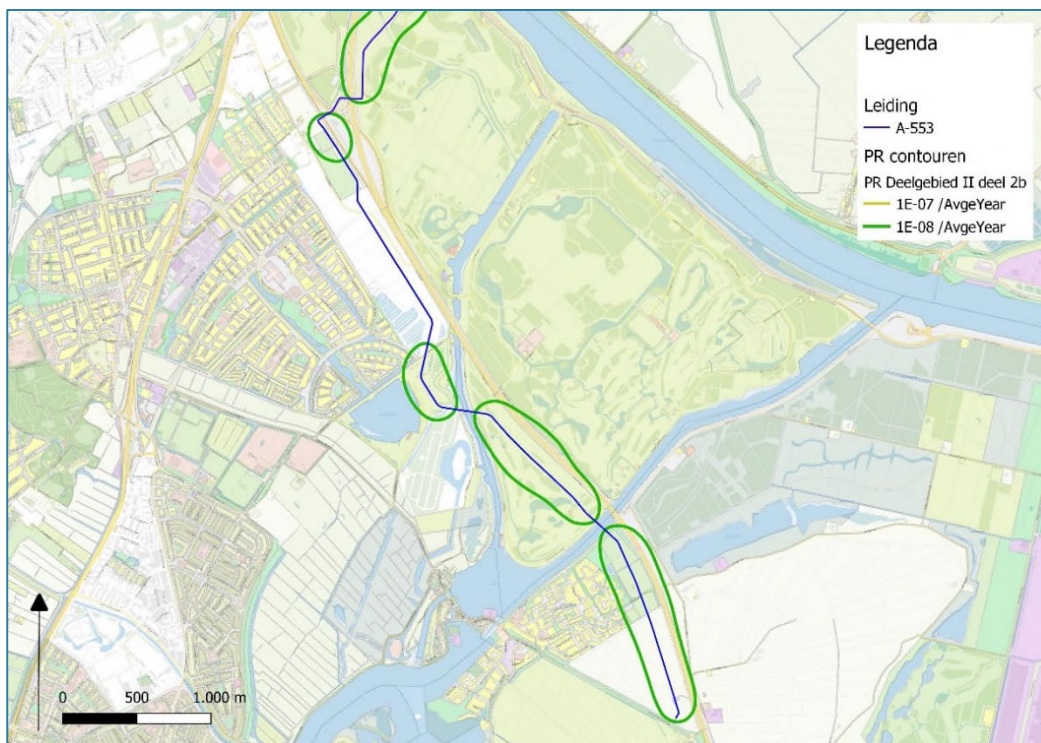 Legenda
Leiding
A-553
PR contouren
PR Deelgebied II deel 2b
1E-07 /AvgeYear
1E-08 /AvgeYear
0 500 1.000 m